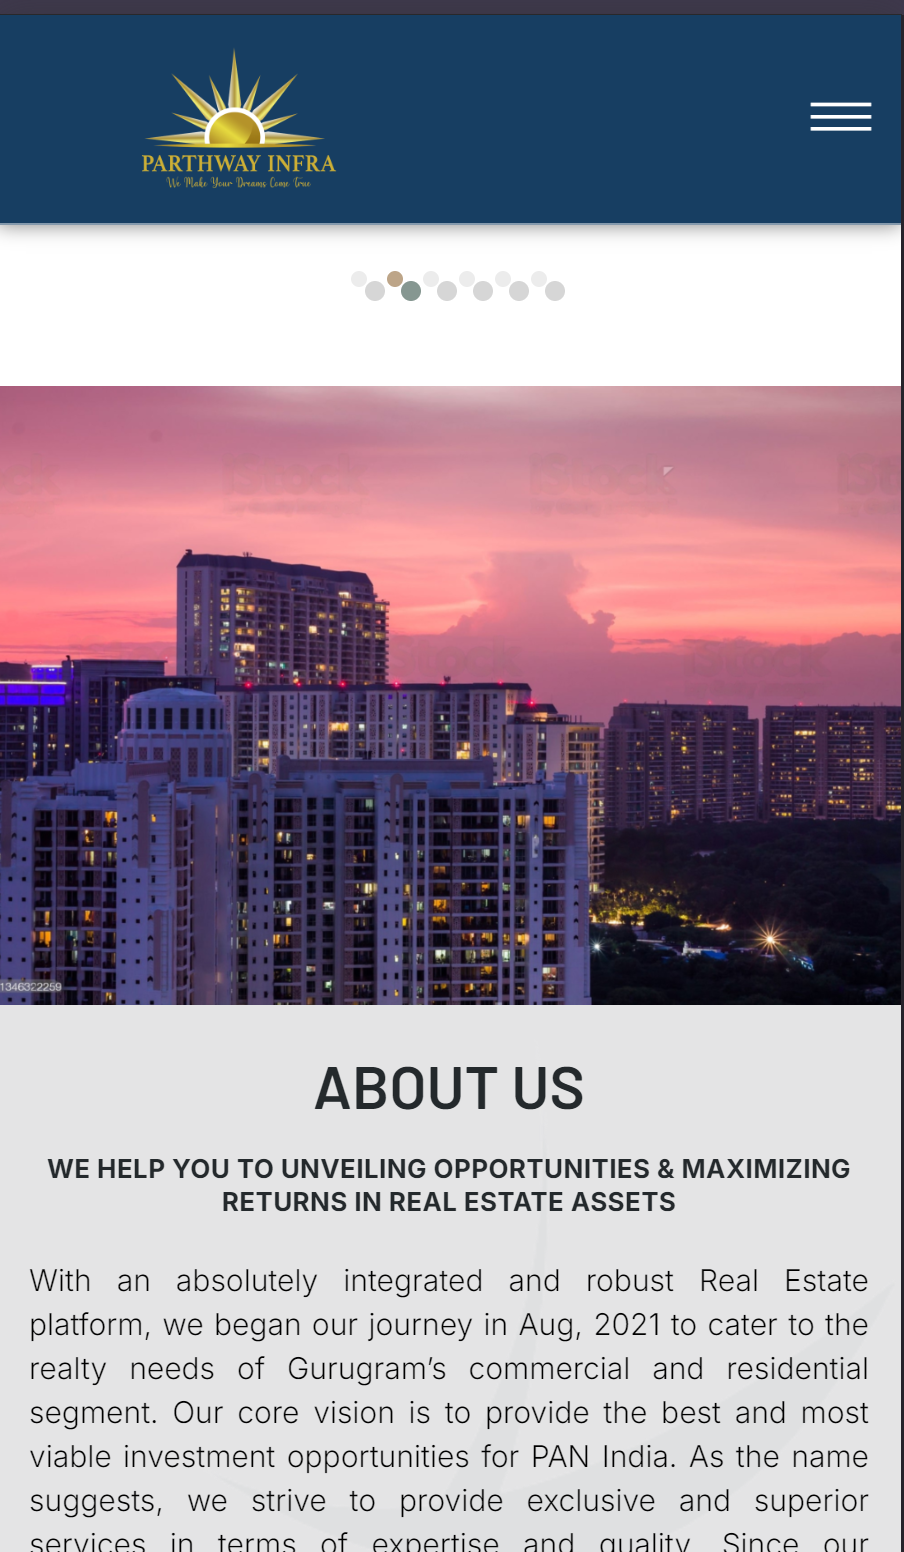 PARTHWAY INFRA
We Make Your Dreams Come True
iStock
iStock
1346322259
ABOUT US
WE HELP YOU TO UNVEILING OPPORTUNITIES & MAXIMIZING
RETURNS IN REAL ESTATE ASSETS
With an absolutely integrated and robust Real Estate
platform, we began our journey in Aug, 2021 to cater to the
realty needs of Gurugram’s commercial and residential
segment. Our core vision is to provide the best and most
viable investment opportunities for PAN India. As the name
suggests, we strive to provide exclusive and superior
services in terms of expertise and quality. Since our